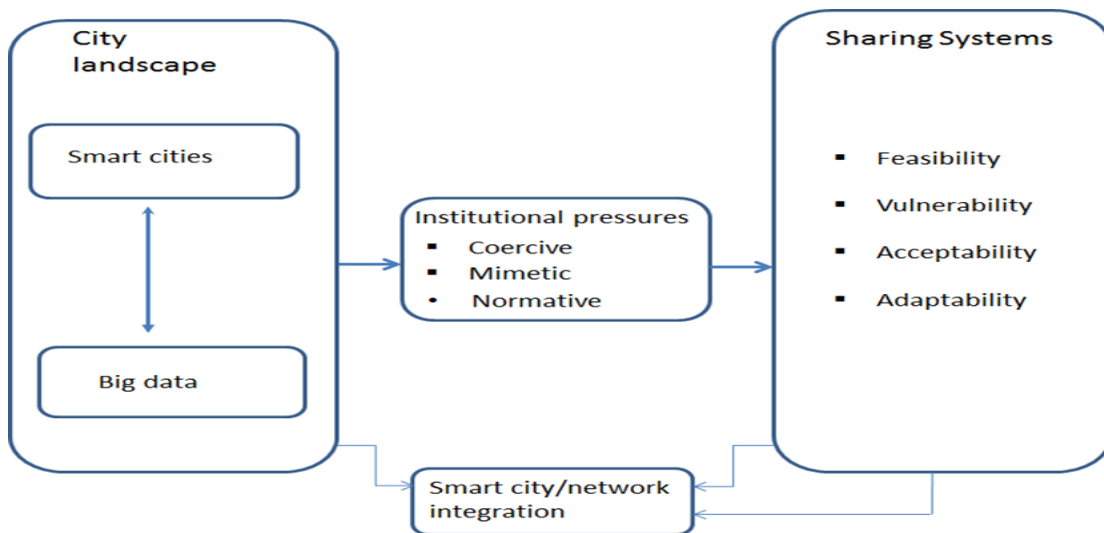 City
landscape
Smart cities
Big data
Institutional pressures
▪ Coercive
▪ Mimetic
• Normative
Sharing Systems
▪ Feasibility
▪ Vulnerability
▪ Acceptability
▪ Adaptability
Smart city/network
integration